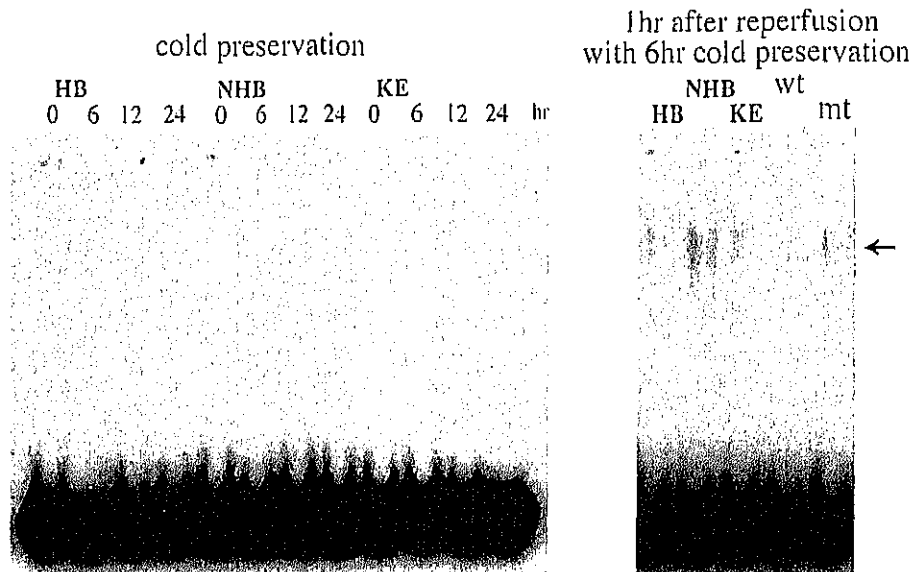 cold preservation
HB NHB KE
0 6 12 24 0 6 12 24 0 6 12 24 hr
1hr after reperfusion
with 6hr cold preservation
NHB wt
HB KE mt